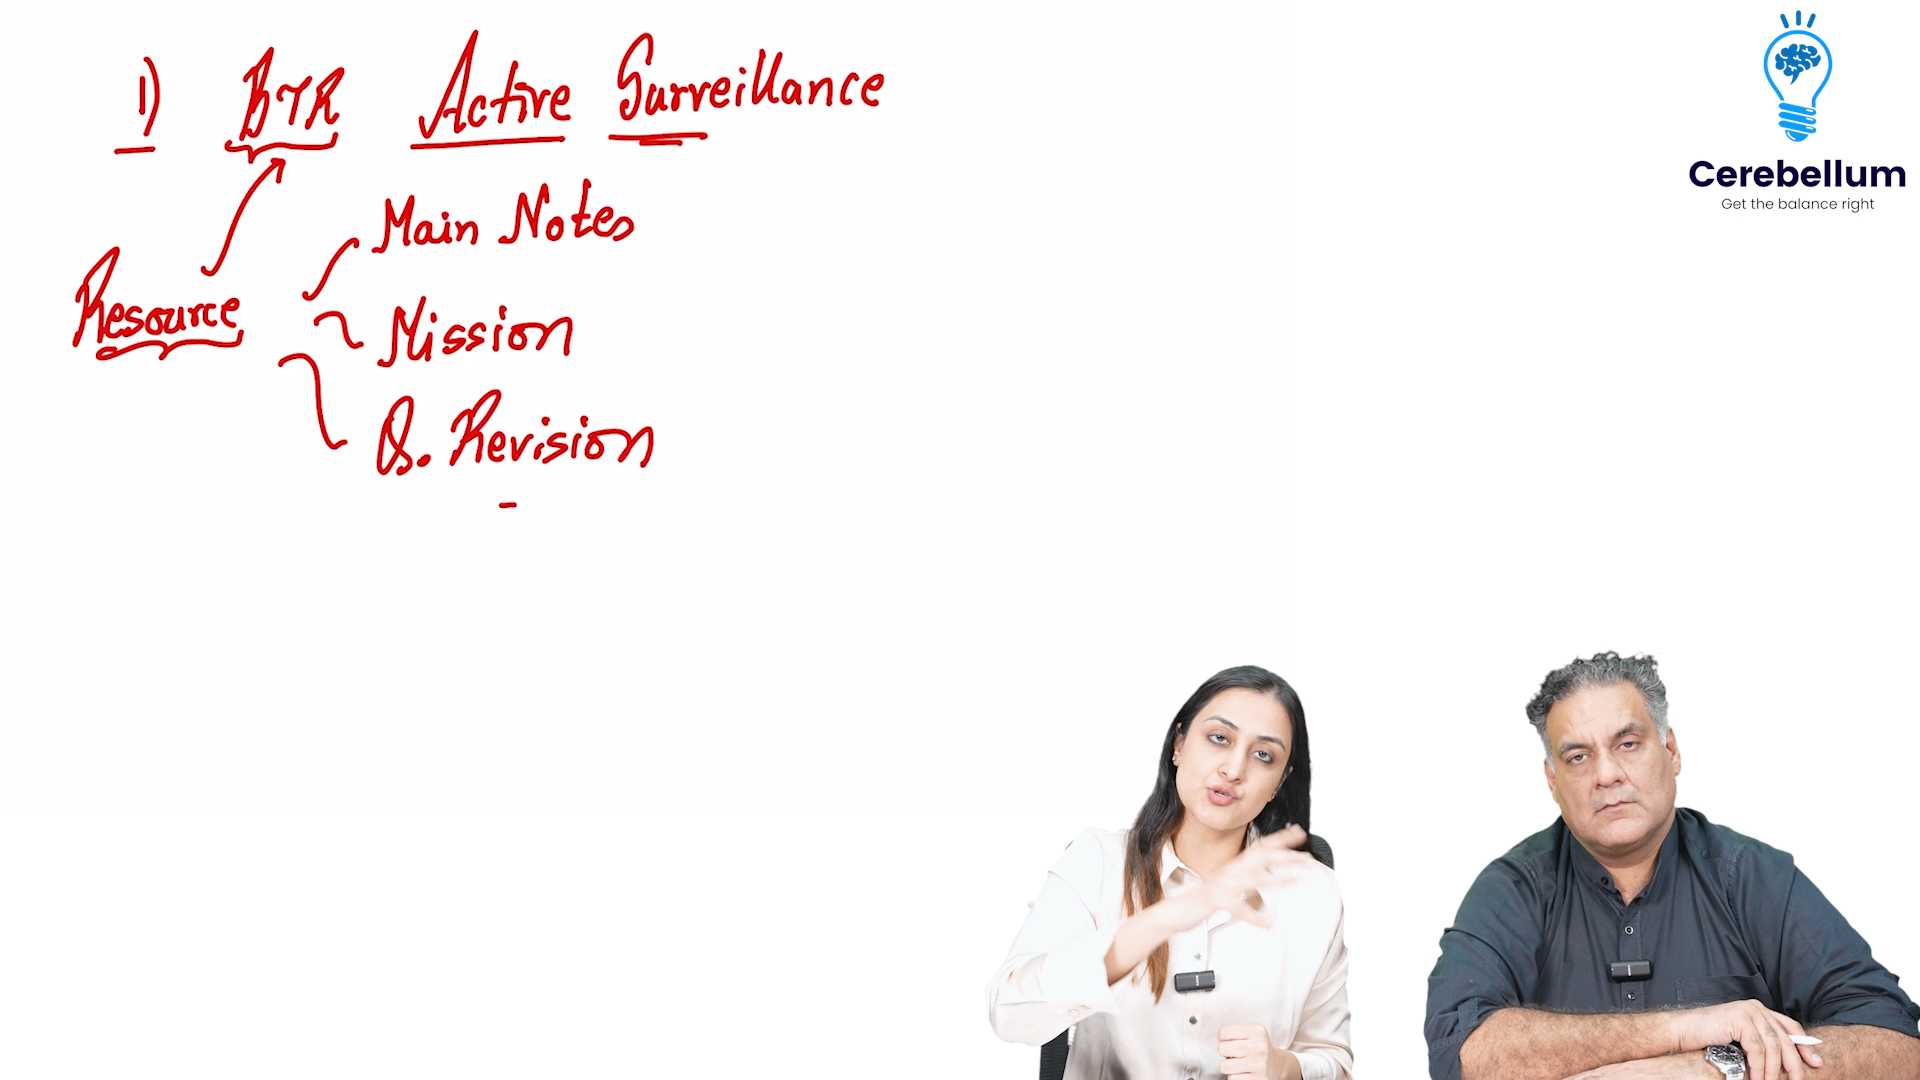 1) BTR Active Surveillance
Main Notes
Resource
Mission
Q. Revision
Cerebellum
Get the balance right